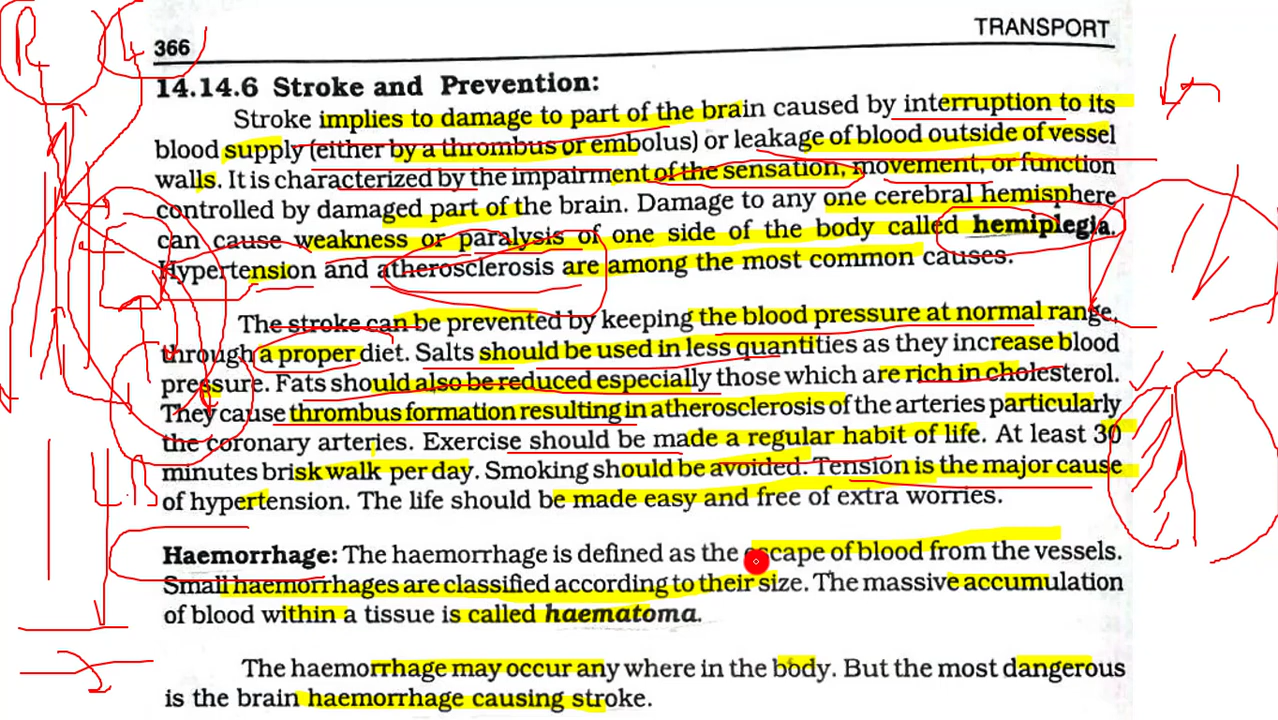 TRANSPORT
366
14.14.6 Stroke and Prevention:
Stroke implies to damage to part of the brain caused by interruption to its
blood supply (either by a thrombus or embolus) or leakage of blood outside of vessel
walls. It is characterized by the impairment of the sensation, movement, or function
controlled by damaged part of the brain. Damage to any one cerebral hemisphere
can cause weakness or paralysis of one side of the body called hemiplegia.
Hypertension and atherosclerosis are among the most common causes.
The stroke can be prevented by keeping the blood pressure at normal range,
through a proper diet. Salts should be used in less quantities as they increase blood
pressure. Fats should also be reduced especially those which are rich in cholesterol.
They cause thrombus formation resulting in atherosclerosis of the arteries particularly
the coronary arteries. Exercise should be made a regular habit of life. At least 30
minutes brisk walk per day. Smoking should be avoided. Tension is the major cause
of hypertension. The life should be made easy and free of extra worries.
Haemorrhage: The haemorrhage is defined as the escape of blood from the vessels.
Small haemorrhages are classified according to their size. The massive accumulation
of blood within a tissue is called haematoma.
The haemorrhage may occur any where in the body. But the most dangerous
is the brain haemorrhage causing stroke.